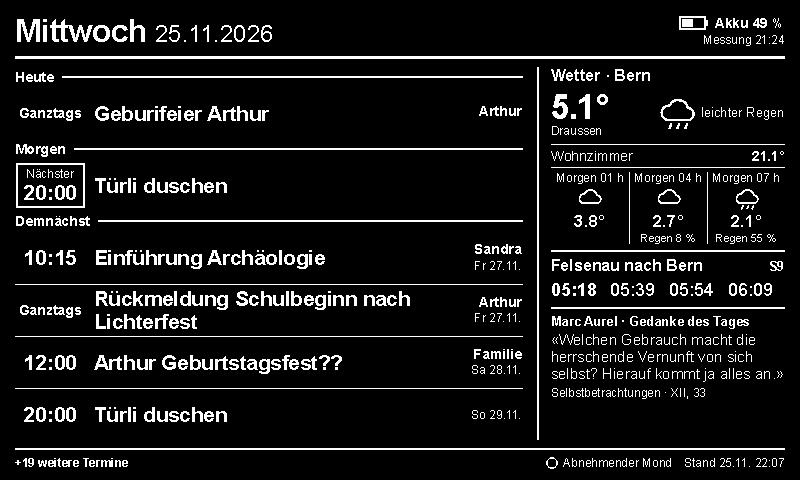 Mittwoch 25.11.2026
Akku 49 %
Messung 21:24
Heute
Ganztags Geburifeier Arthur Arthur
Morgen
Nächster
20:00 Türli duschen
Demnächst
10:15 Einführung Archäologie Sandra
Fr 27.11.
Ganztags Rückmeldung Schulbeginn nach Lichterfest Arthur
Fr 27.11.
12:00 Arthur Geburtstagsfest?? Familie
Sa 28.11.
20:00 Türli duschen So 29.11.
Wetter · Bern
5.1° leichter Regen
Draussen
Wohnzimmer 21.1°
Morgen 01 h Morgen 04 h Morgen 07 h
3.8° 2.7° 2.1°
Regen 8 % Regen 55 %
Felsenau nach Bern S9
05:18 05:39 05:54 06:09
Marc Aurel · Gedanke des Tages
«Welchen Gebrauch macht die
herrschende Vernunft von sich
selbst? Hierauf kommt ja alles an.»
Selbstbetrachtungen · XII, 33
+19 weitere Termine
Abnehmender Mond Stand 25.11. 22:07